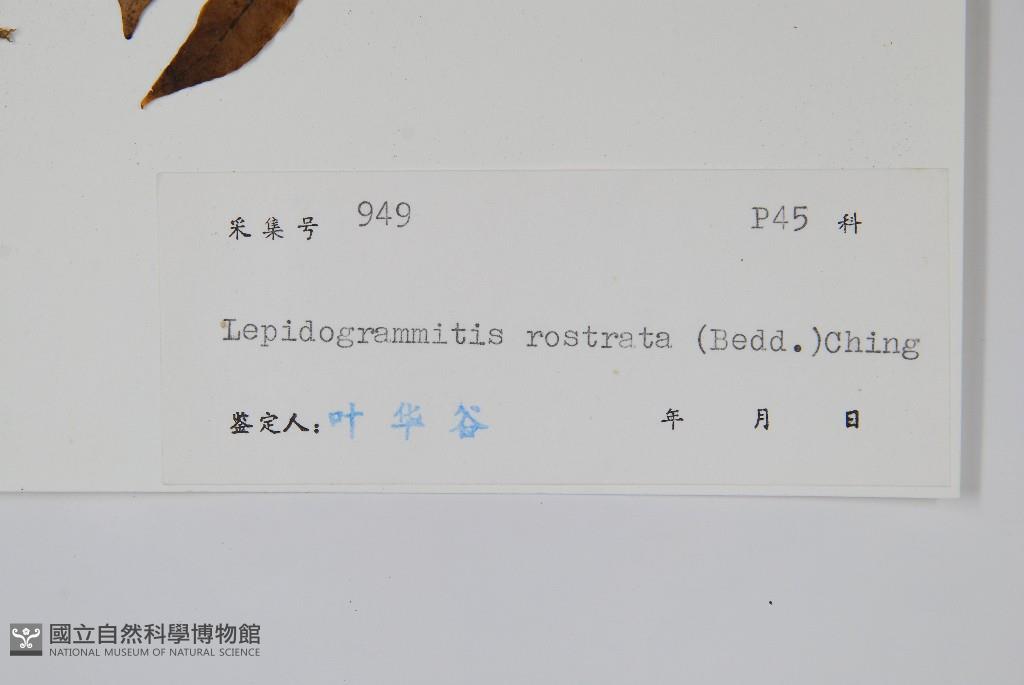 采集号 949 P45 科
Lepidogrammitis rostrata (Bedd.)Ching
鉴定人:叶华谷 年 月 日
國立自然科學博物館
NATIONAL MUSEUM OF NATURAL SCIENCE